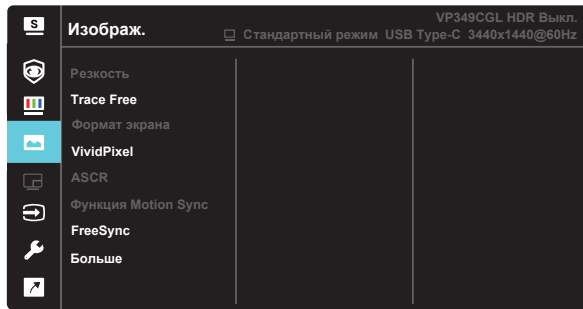 S
Изображ.
VP349CGL HDR Выкл.
Стандартный режим USB Type-C 3440x1440@60Hz
Резкость
Trace Free
Формат экрана
VividPixel
ASCR
Функция Motion Sync
FreeSync
Больше